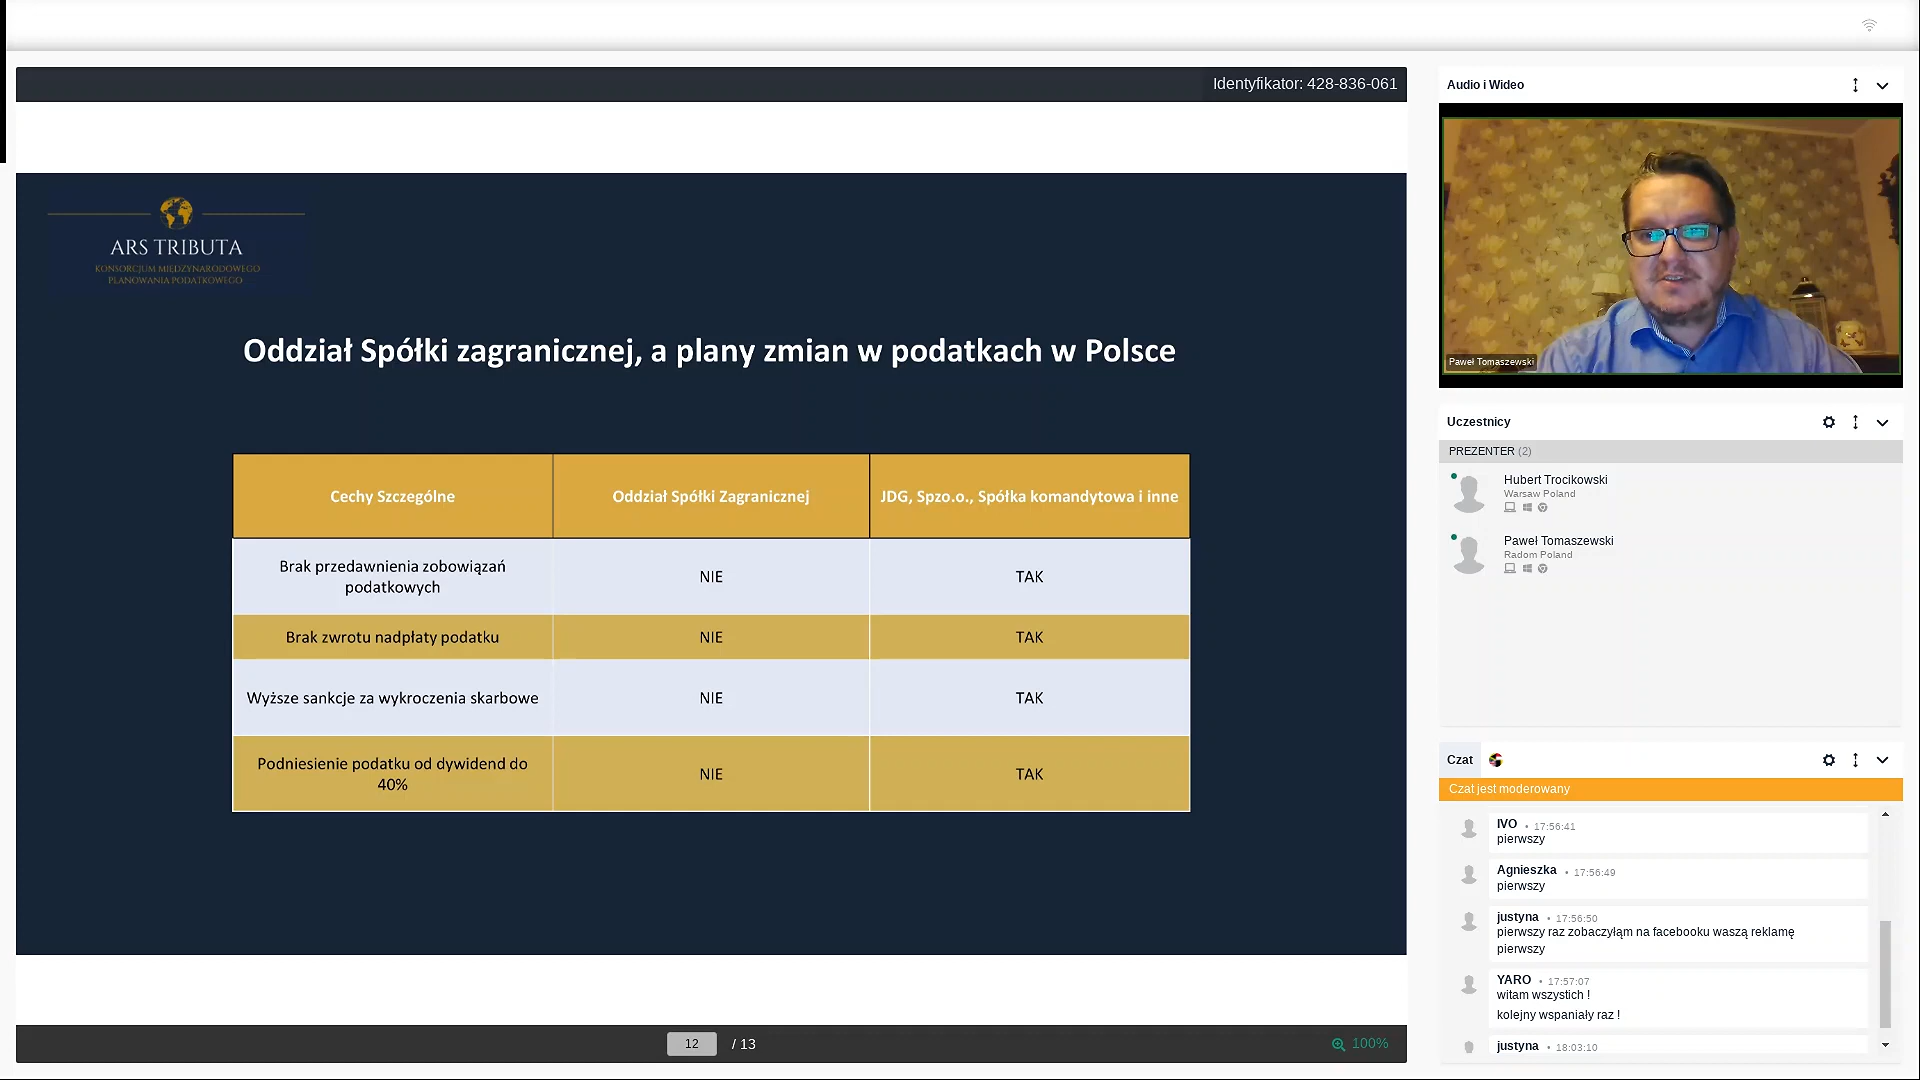 Identyfikator: 428-836-061
ARS TRIBUTA
KONSORCJUM MIĘDZYNARODOWEGO
PLANOWANIA PODATKOWEGO
Oddział Spółki zagranicznej, a plany zmian w podatkach w Polsce
Cechy Szczególne
Oddział Spółki Zagranicznej
JDG, Spzo.o., Spółka komandytowa i inne
Brak przedawnienia zobowiązań
podatkowych
NIE
TAK
Brak zwrotu nadpłaty podatku
NIE
TAK
Wyższe sankcje za wykroczenia skarbowe
NIE
TAK
Podniesienie podatku od dywidend do
40%
NIE
TAK
12 / 13
100%
Audio i Wideo
Paweł Tomaszewski
Uczestnicy
PREZENTER (2)
Hubert Trocikowski
Warsaw Poland
Paweł Tomaszewski
Radom Poland
Czat
Czat jest moderowany
IVO • 17:56:41
pierwszy
Agnieszka • 17:56:49
pierwszy
justyna • 17:56:50
pierwszy raz zobaczyłąm na facebooku waszą reklamę
pierwszy
YARO • 17:57:07
witam wszystich !
kolejny wspaniały raz !
justyna • 18:03:10